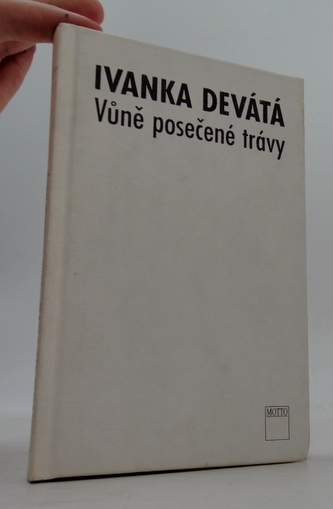 IVANKA DEVÁTÁ
Vůně posečené trávy
MOTTO